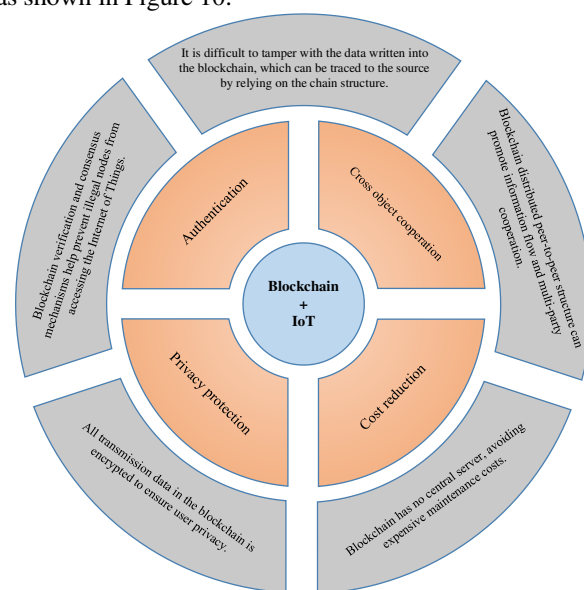 as shown in Figure 10.
It is difficult to tamper with the data written into
the blockchain, which can be traced to the source
by relying on the chain structure.
Blockchain distributed peer-to-peer structure can
promote information flow and multi-party
cooperation.
Blockchain has no central server, avoiding
expensive maintenance costs.
All transmission data in the blockchain is
encrypted to ensure user privacy.
Blockchain verification and consensus
mechanisms help prevent illegal nodes from
accessing the Internet of Things.
Authentication
Cross object cooperation
Privacy protection
Cost reduction
Blockchain
+
IoT